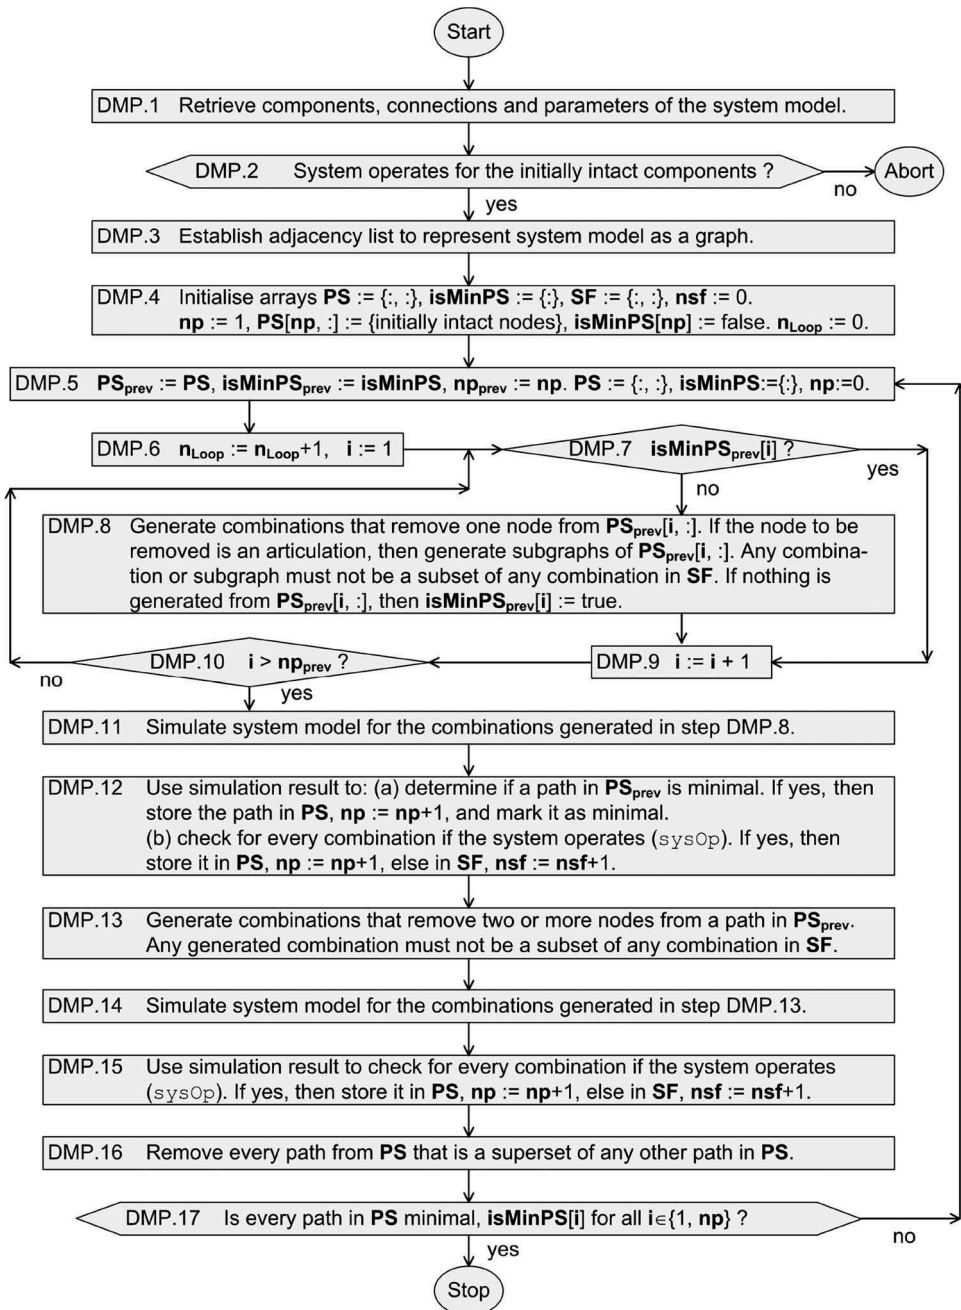 Start
DMP.1 Retrieve components, connections and parameters of the system model.
DMP.2 System operates for the initially intact components ?
no
Abort
yes
DMP.3 Establish adjacency list to represent system model as a graph.
DMP.4 Initialise arrays PS := {:, :}, isMinPS := {:}, SF := {:, :}, nsf := 0.
np := 1, PS[np, :] := {initially intact nodes}, isMinPS[np] := false. nLoop := 0.
DMP.5 PSprev := PS, isMinPSprev := isMinPS, npprev := np. PS := {:, :}, isMinPS:={:}, np:=0.
DMP.6 nLoop := nLoop+1, i := 1
DMP.7 isMinPSprev[i] ?
yes
no
DMP.8 Generate combinations that remove one node from PSprev[i, :]. If the node to be
removed is an articulation, then generate subgraphs of PSprev[i, :]. Any combina-
tion or subgraph must not be a subset of any combination in SF. If nothing is
generated from PSprev[i, :], then isMinPSprev[i] := true.
DMP.10 i > npprev ?
DMP.9 i := i + 1
no
yes
DMP.11 Simulate system model for the combinations generated in step DMP.8.
DMP.12 Use simulation result to: (a) determine if a path in PSprev is minimal. If yes, then
store the path in PS, np := np+1, and mark it as minimal.
(b) check for every combination if the system operates (sysOp). If yes, then
store it in PS, np := np+1, else in SF, nsf := nsf+1.
DMP.13 Generate combinations that remove two or more nodes from a path in PSprev.
Any generated combination must not be a subset of any combination in SF.
DMP.14 Simulate system model for the combinations generated in step DMP.13.
DMP.15 Use simulation result to check for every combination if the system operates
(sysOp). If yes, then store it in PS, np := np+1, else in SF, nsf := nsf+1.
DMP.16 Remove every path from PS that is a superset of any other path in PS.
DMP.17 Is every path in PS minimal, isMinPS[i] for all i∈{1, np} ?
no
yes
Stop